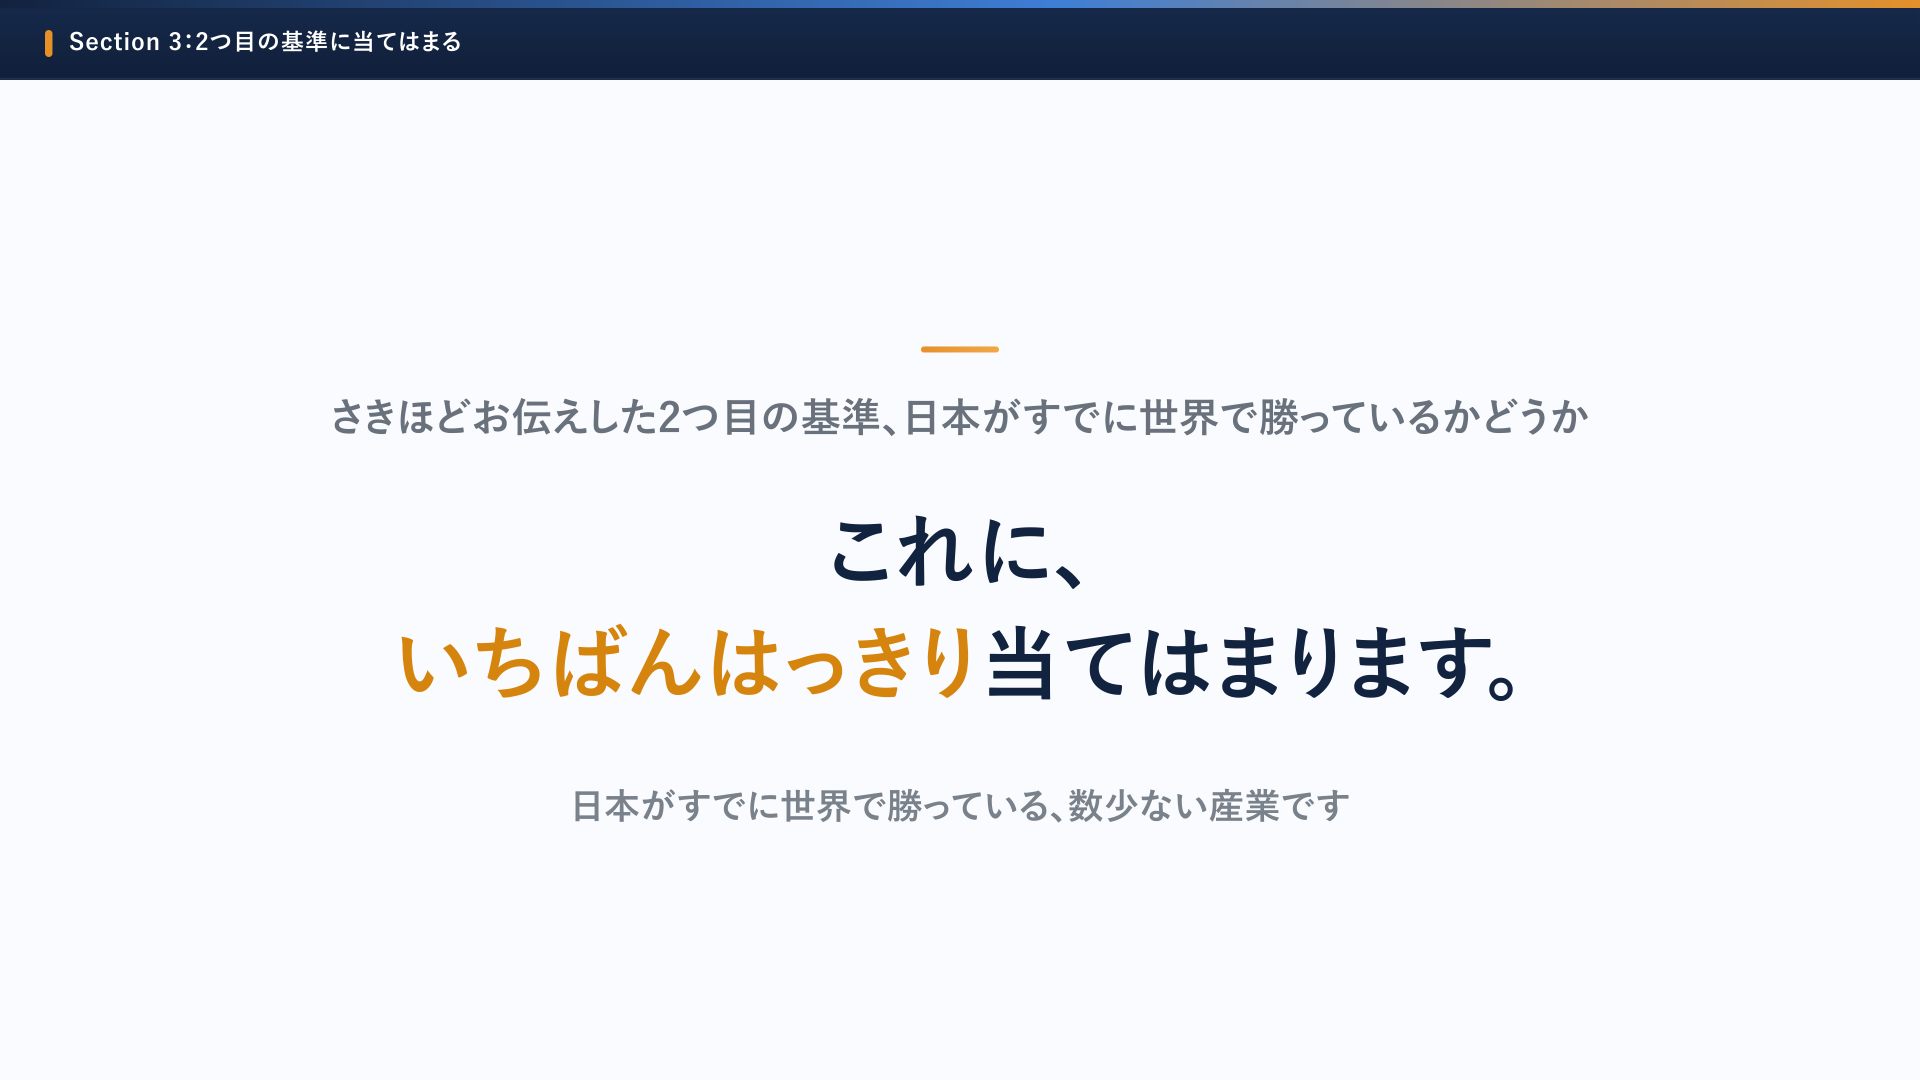 Section 3：2つ目の基準に当てはまる
さきほどお伝えした2つ目の基準、日本がすでに世界で勝っているかどうか
これに、
いちばんはっきり当てはまります。
日本がすでに世界で勝っている、数少ない産業です